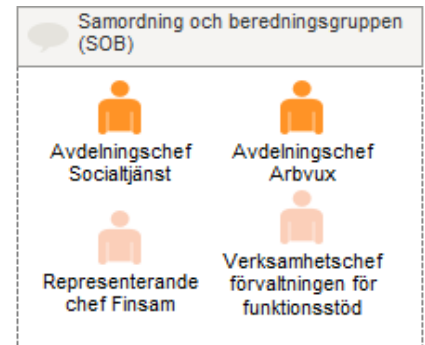 Samordning och beredningsgruppen
(SOB)
Avdelningschef
Socialtjänst
Avdelningschef
Arbvux
Representerande
chef Finsam
Verksamhetschef
förvaltningen för
funktionsstöd